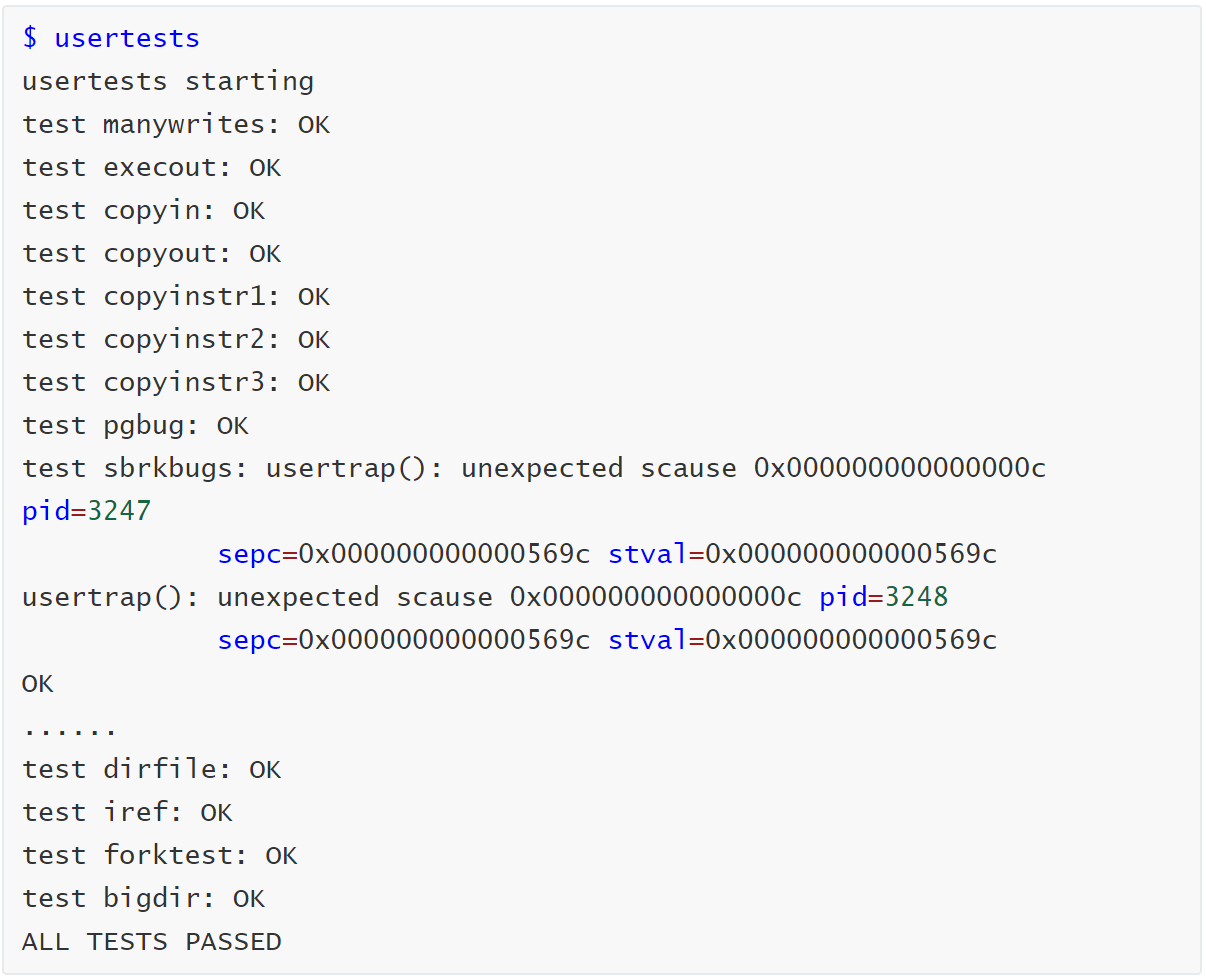 $ usertests
usertests starting
test manywrites: OK
test execout: OK
test copyin: OK
test copyout: OK
test copyinstr1: OK
test copyinstr2: OK
test copyinstr3: OK
test pgbug: OK
test sbrkbugs: usertrap(): unexpected scause 0x000000000000000c
pid=3247
sepc=0x000000000000569c stval=0x000000000000569c
usertrap(): unexpected scause 0x000000000000000c pid=3248
sepc=0x000000000000569c stval=0x000000000000569c
OK
......
test dirfile: OK
test iref: OK
test forktest: OK
test bigdir: OK
ALL TESTS PASSED